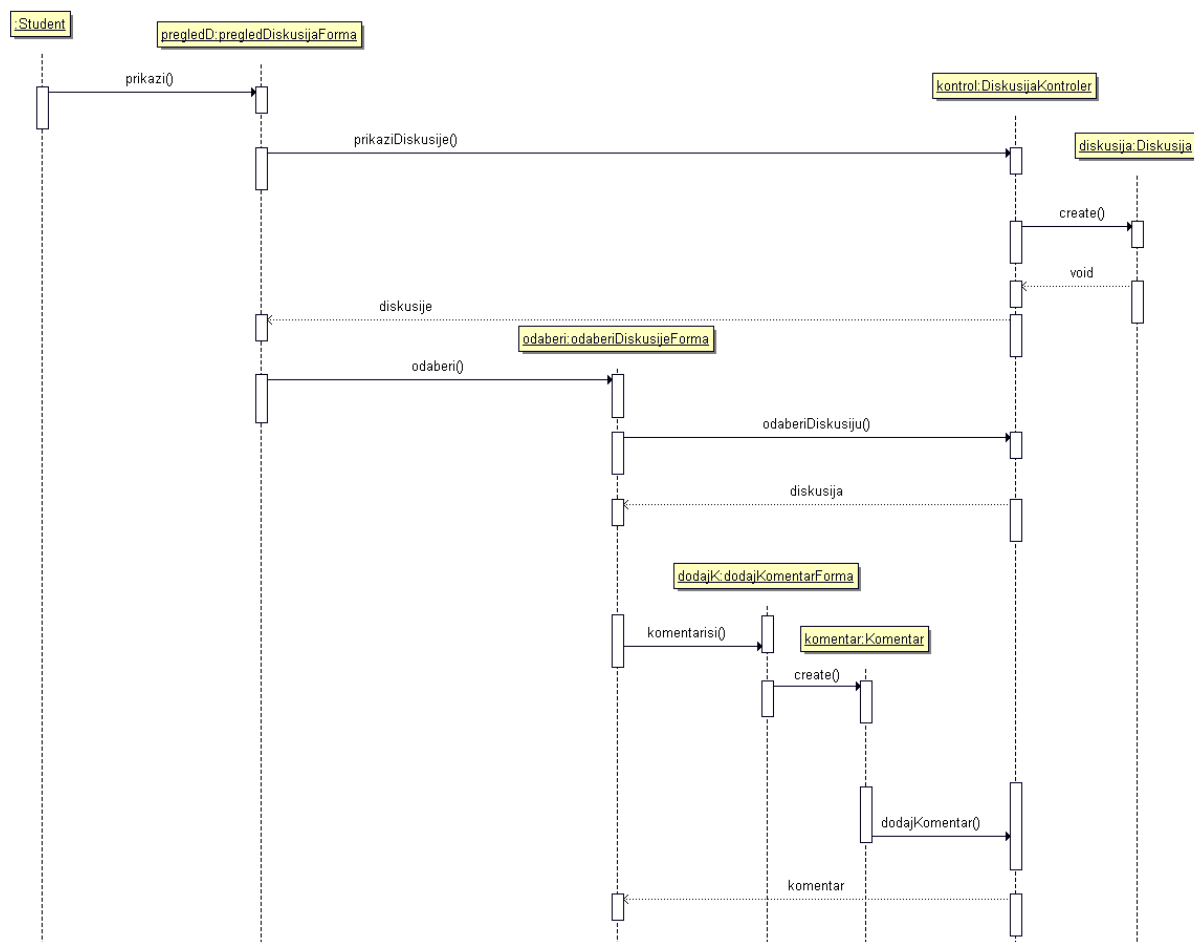 :Student
pregledD:pregledDiskusijaForma
prikazi()
kontrol:DiskusijaKontroler
prikaziDiskusije()
diskusija:Diskusija
create()
void
diskusije
odaberi:odaberiDiskusijeForma
odaberi()
odaberiDiskusiju()
diskusija
dodajK:dodajKomentarForma
komentarisi()
komentar:Komentar
create()
dodajKomentar()
komentar